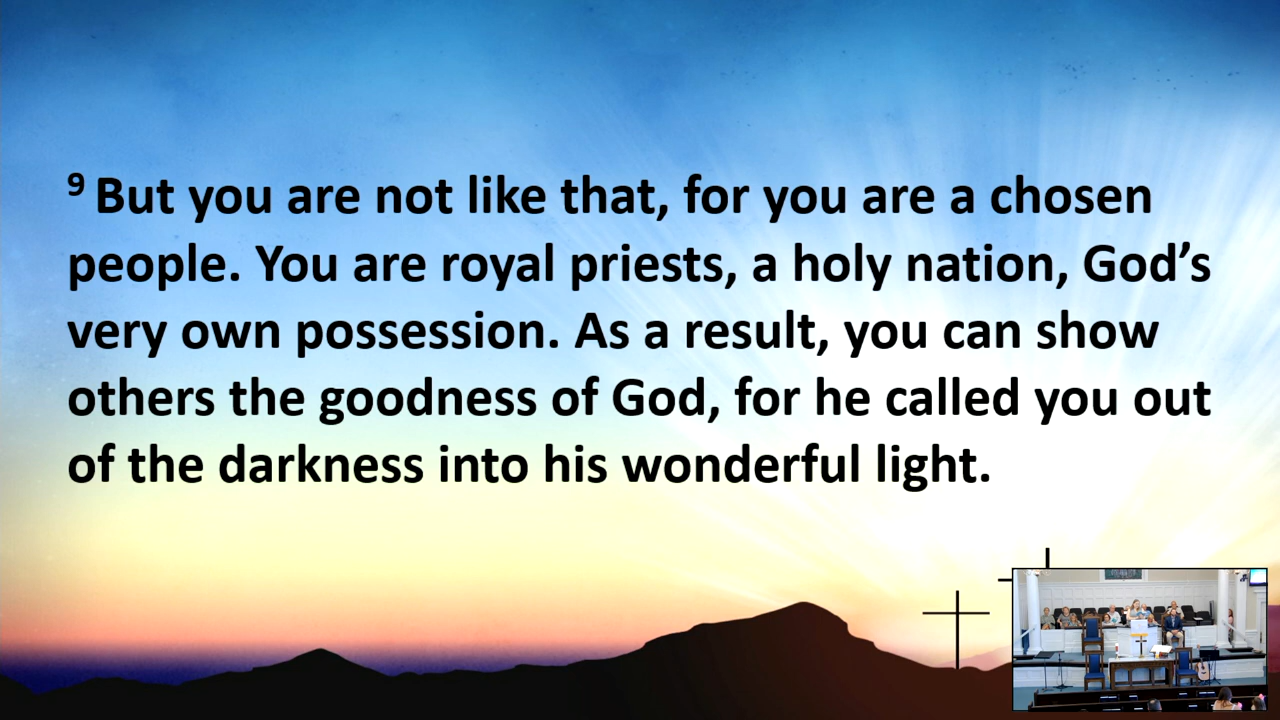 9 But you are not like that, for you are a chosen
people. You are royal priests, a holy nation, God’s
very own possession. As a result, you can show
others the goodness of God, for he called you out
of the darkness into his wonderful light.